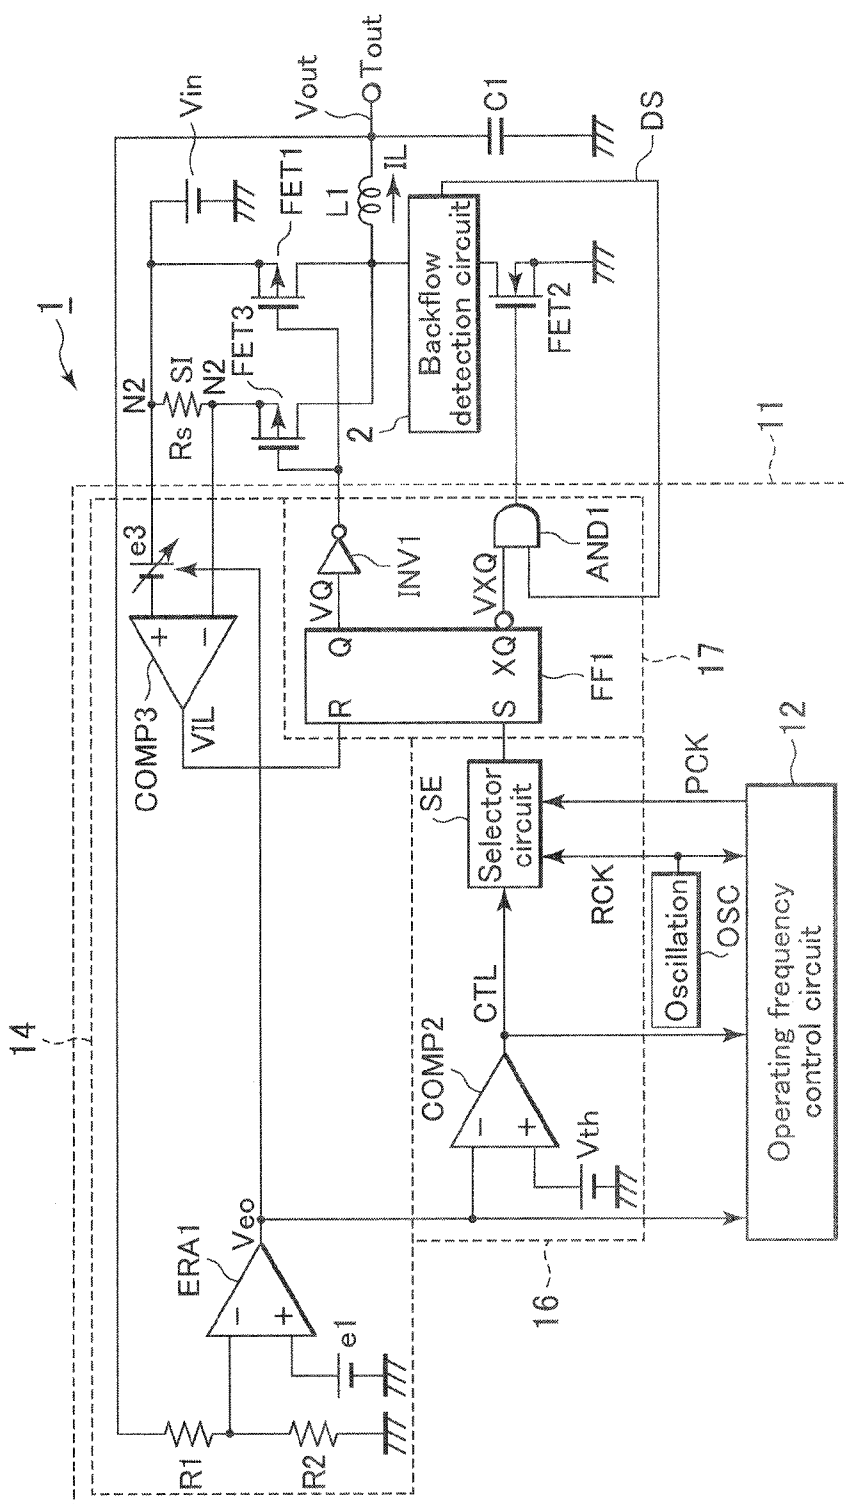 1
14
Vin
Vout
Tout
N2
SI
Rs
N2
FET3
FET1
L1
IL
C1
2
Backflow
detection circuit
FET2
DS
11
e3
+
−
COMP3
VIL
INV1
VQ
VXQ
AND1
R
Q
S
XQ
FF1
17
ERA1
Veo
−
+
e1
R1
R2
COMP2
−
+
Vth
CTL
SE
Selector
circuit
16
RCK
PCK
Oscillation
OSC
12
Operating frequency
control circuit